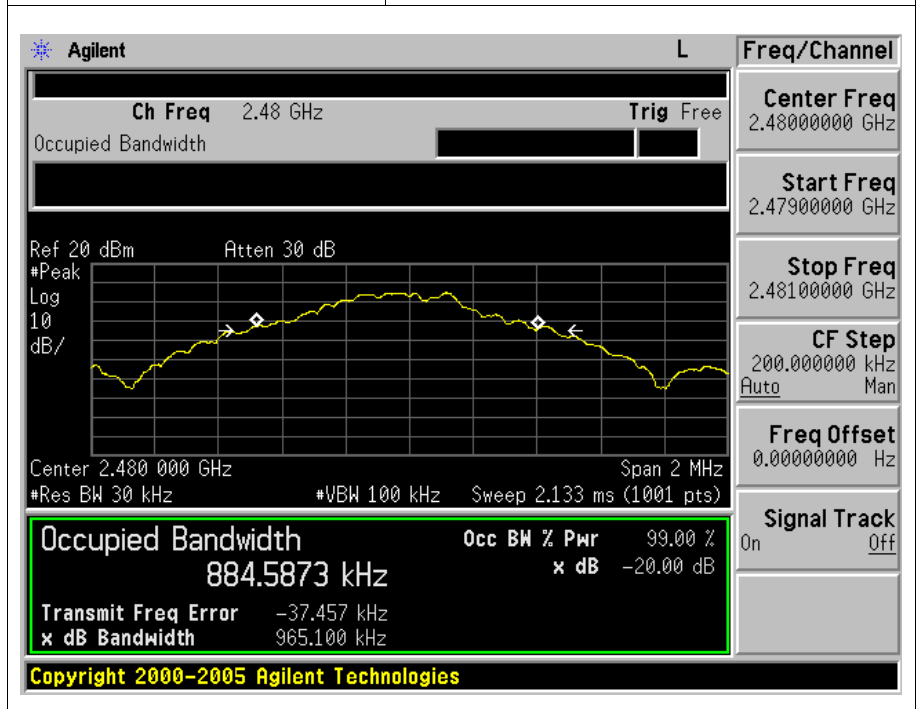 Agilent L Freq/Channel
Ch Freq 2.48 GHz Trig Free
Occupied Bandwidth
Center Freq
2.48000000 GHz
Start Freq
2.47900000 GHz
Stop Freq
2.48100000 GHz
CF Step
200.000000 kHz
Auto Man
Freq Offset
0.00000000 Hz
Signal Track
On Off
Ref 20 dBm Atten 30 dB
#Peak
Log
10
dB/
Center 2.480 000 GHz Span 2 MHz
#Res BW 30 kHz #VBW 100 kHz Sweep 2.133 ms (1001 pts)
Occupied Bandwidth Occ BW % Pwr 99.00 %
884.5873 kHz x dB -20.00 dB
Transmit Freq Error -37.457 kHz
x dB Bandwidth 965.100 kHz
Copyright 2000-2005 Agilent Technologies